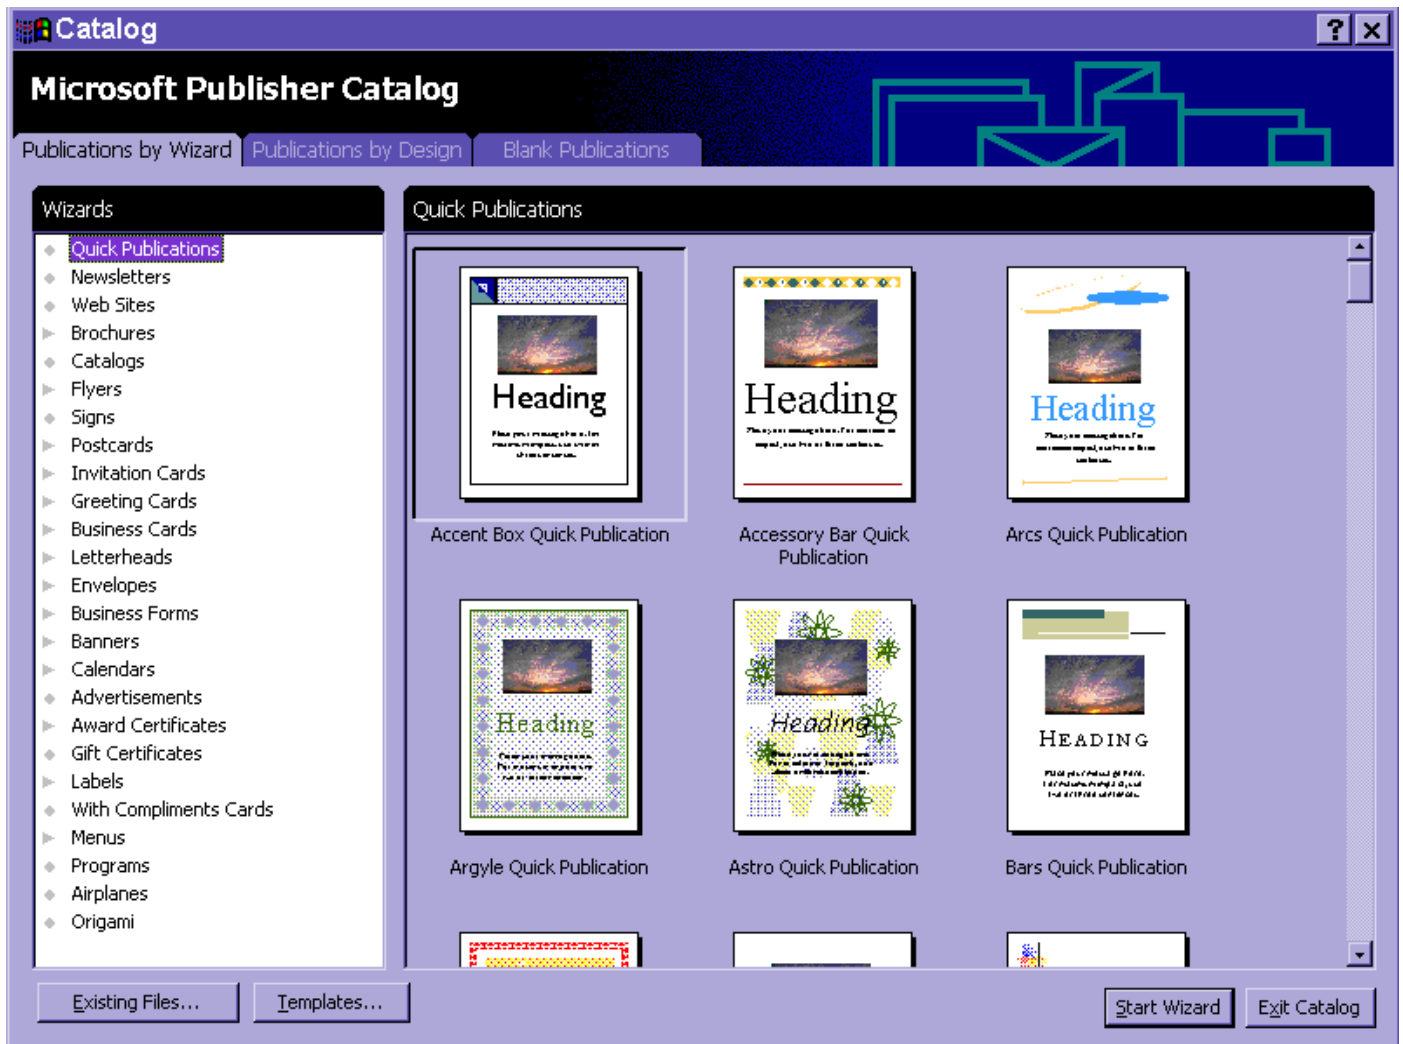 Catalog
Microsoft Publisher Catalog
Publications by Wizard
Publications by Design
Blank Publications
Wizards
Quick Publications
Newsletters
Web Sites
Brochures
Catalogs
Flyers
Signs
Postcards
Invitation Cards
Greeting Cards
Business Cards
Letterheads
Envelopes
Business Forms
Banners
Calendars
Advertisements
Award Certificates
Gift Certificates
Labels
With Compliments Cards
Menus
Programs
Airplanes
Origami
Quick Publications
Heading
Accent Box Quick Publication
Heading
Accessory Bar Quick
Publication
Heading
Arcs Quick Publication
Heading
Argyle Quick Publication
Heading
Astro Quick Publication
HEADING
Bars Quick Publication
Existing Files...
Templates...
Start Wizard
Exit Catalog